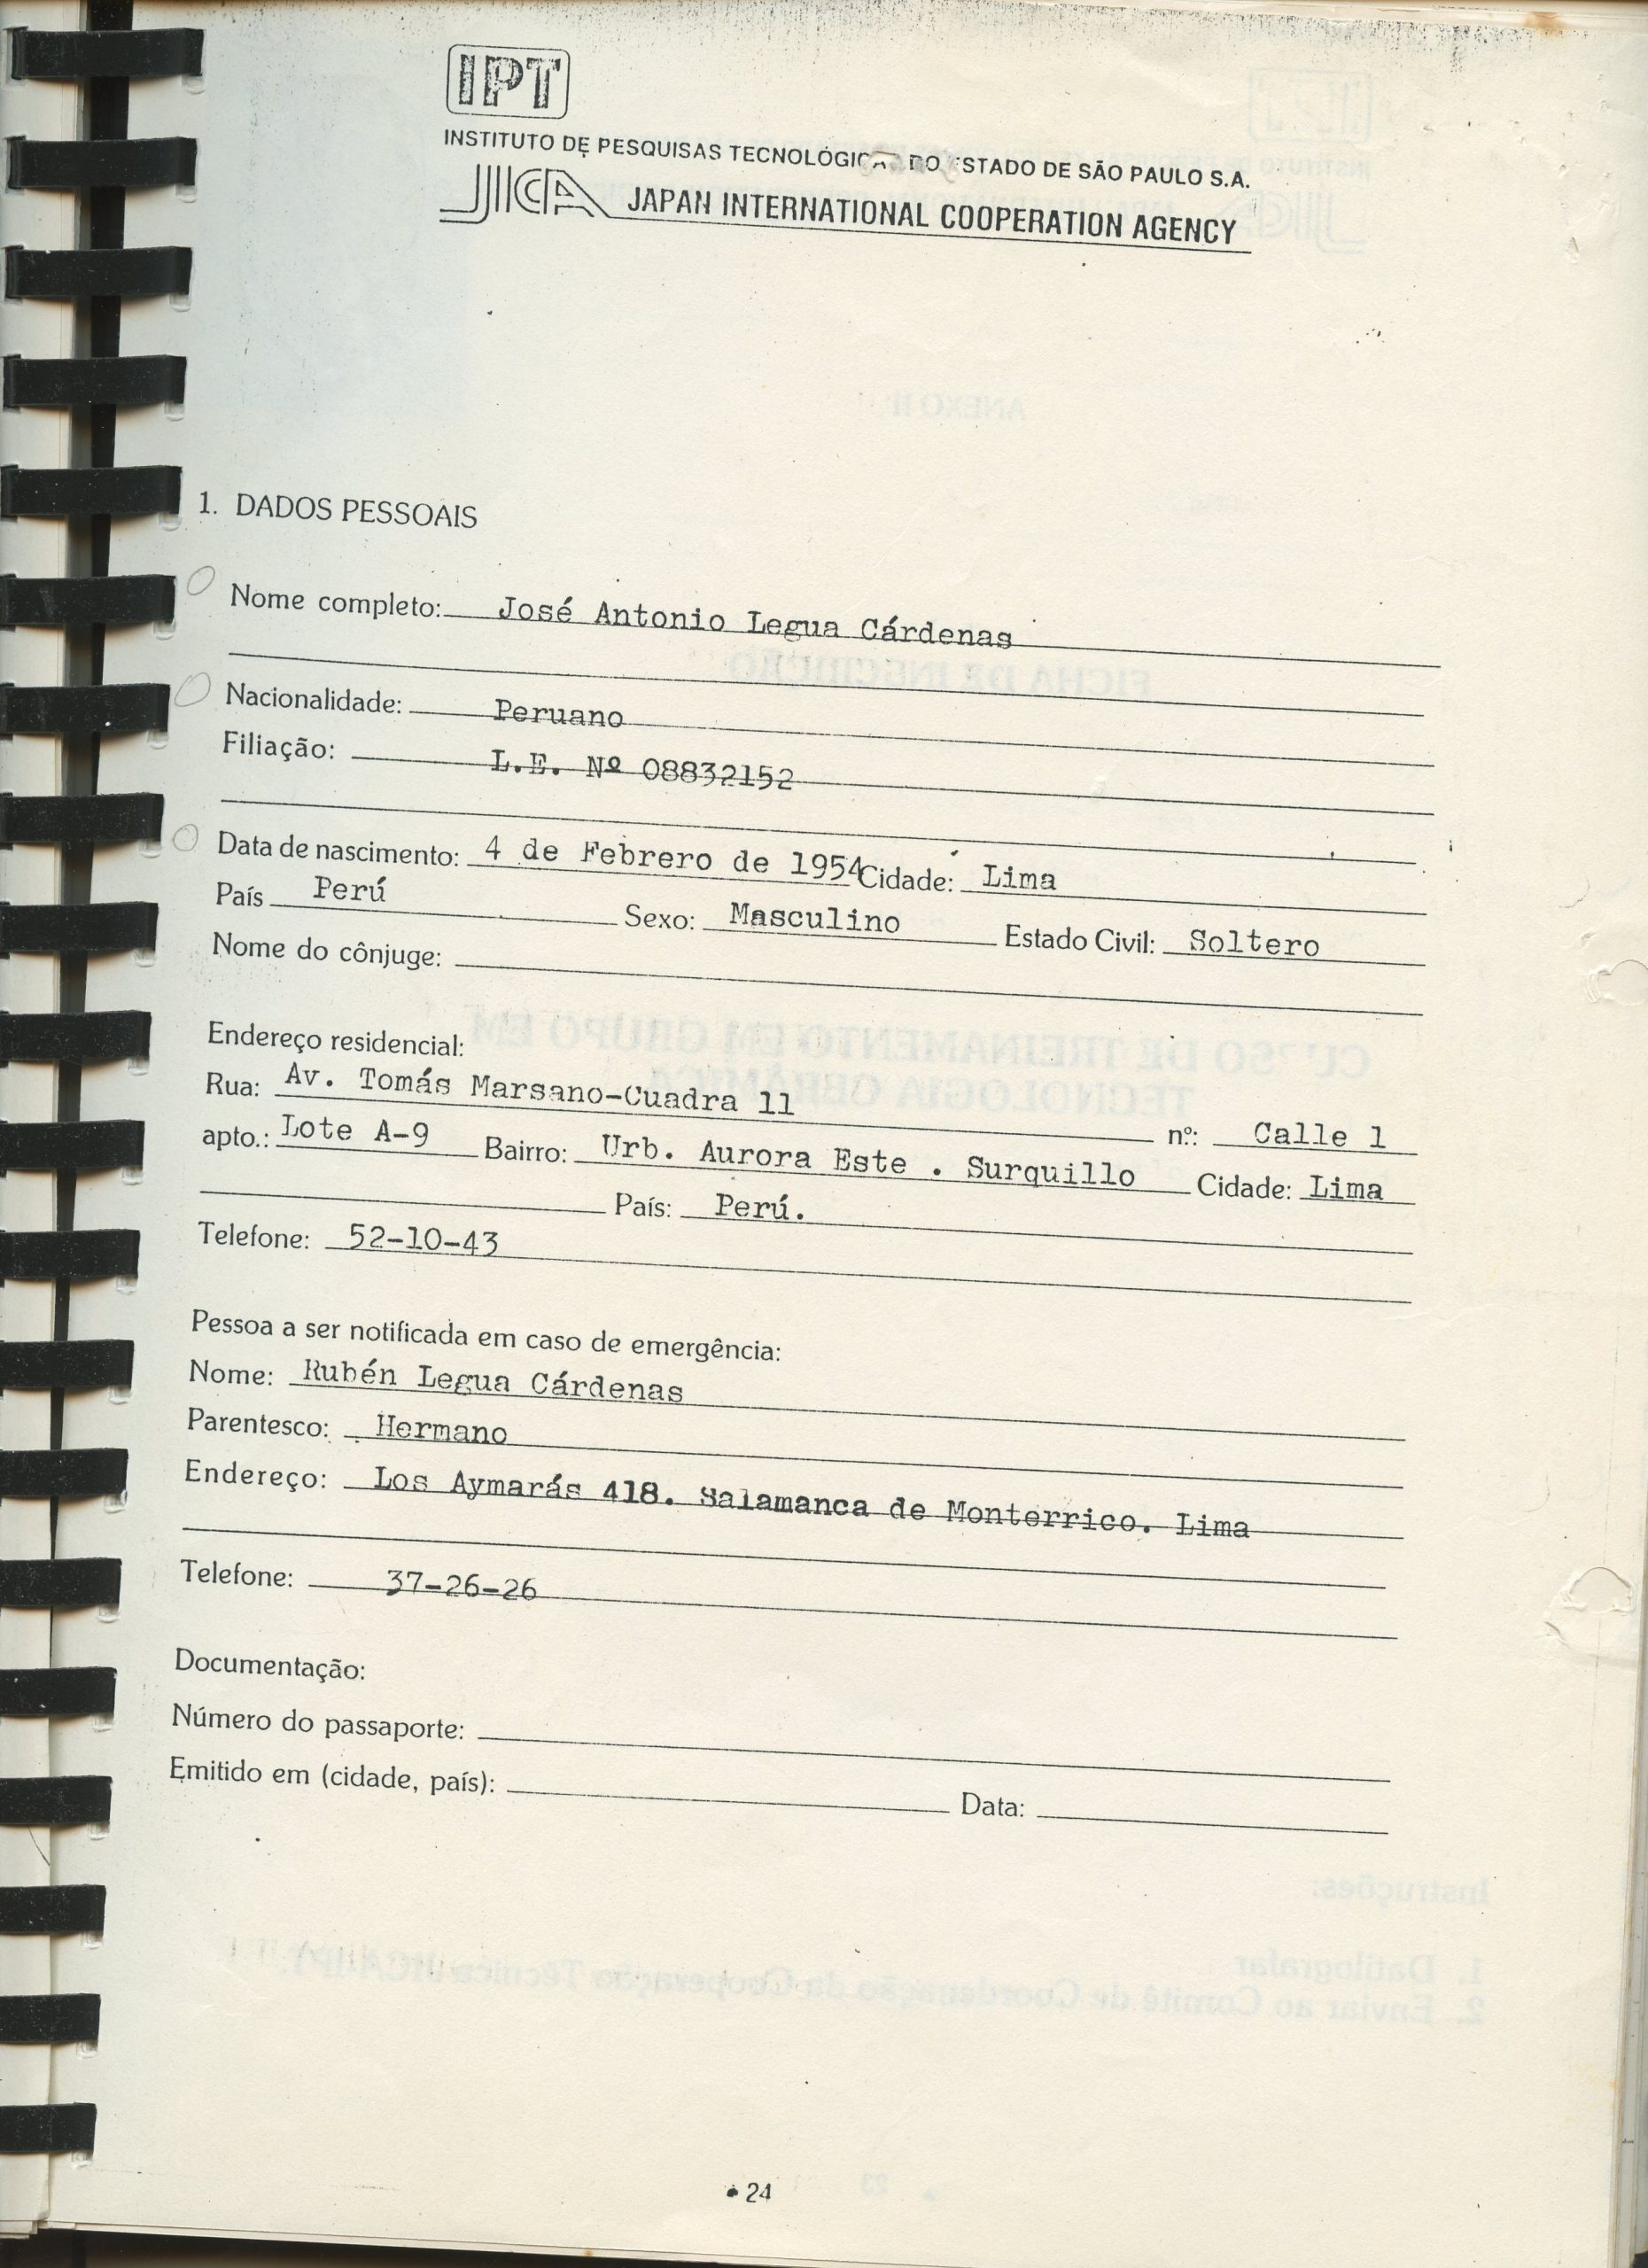 IPT
INSTITUTO DE PESQUISAS TECNOLÓGICAS DO ESTADO DE SÃO PAULO S.A.
JICA JAPAN INTERNATIONAL COOPERATION AGENCY
1. DADOS PESSOAIS
Nome completo: José Antonio Legua Cárdenas
Nacionalidade: Peruano
Filiação: L.E. Nº 08832152
Data de nascimento: 4 de Febrero de 1954 Cidade: Lima
País Perú Sexo: Masculino Estado Civil: Soltero
Nome do cônjuge:
Endereço residencial:
Rua: Av. Tomás Marsano-Cuadra 11 nº: Calle 1
apto.: Lote A-9 Bairro: Urb. Aurora Este . Surquillo Cidade: Lima
País: Perú.
Telefone: 52-10-43
Pessoa a ser notificada em caso de emergência:
Nome: Rubén Legua Cárdenas
Parentesco: Hermano
Endereço: Los Aymarás 418. Salamanca de Monterrico. Lima
Telefone: 37-26-26
Documentação:
Número do passaporte:
Emitido em (cidade, país): Data:
24